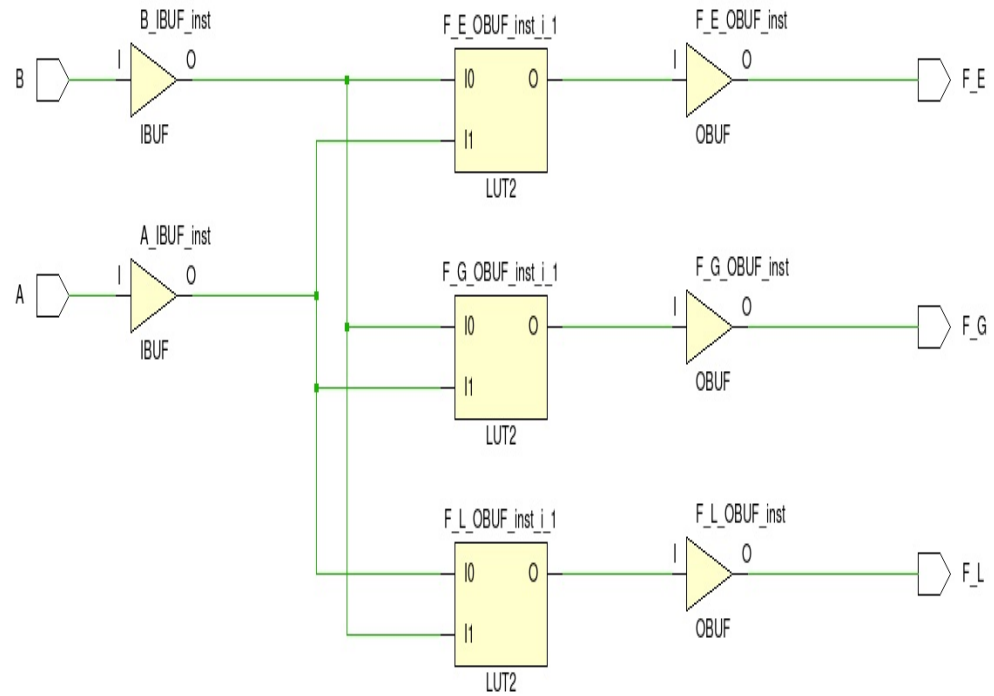 B_IBUF_inst
B
I
O
IBUF
F_E_OBUF_inst_i_1
I0
O
I1
LUT2
F_E_OBUF_inst
I
O
OBUF
F_E
A_IBUF_inst
A
I
O
IBUF
F_G_OBUF_inst_i_1
I0
O
I1
LUT2
F_G_OBUF_inst
I
O
OBUF
F_G
F_L_OBUF_inst_i_1
I0
O
I1
LUT2
F_L_OBUF_inst
I
O
OBUF
F_L